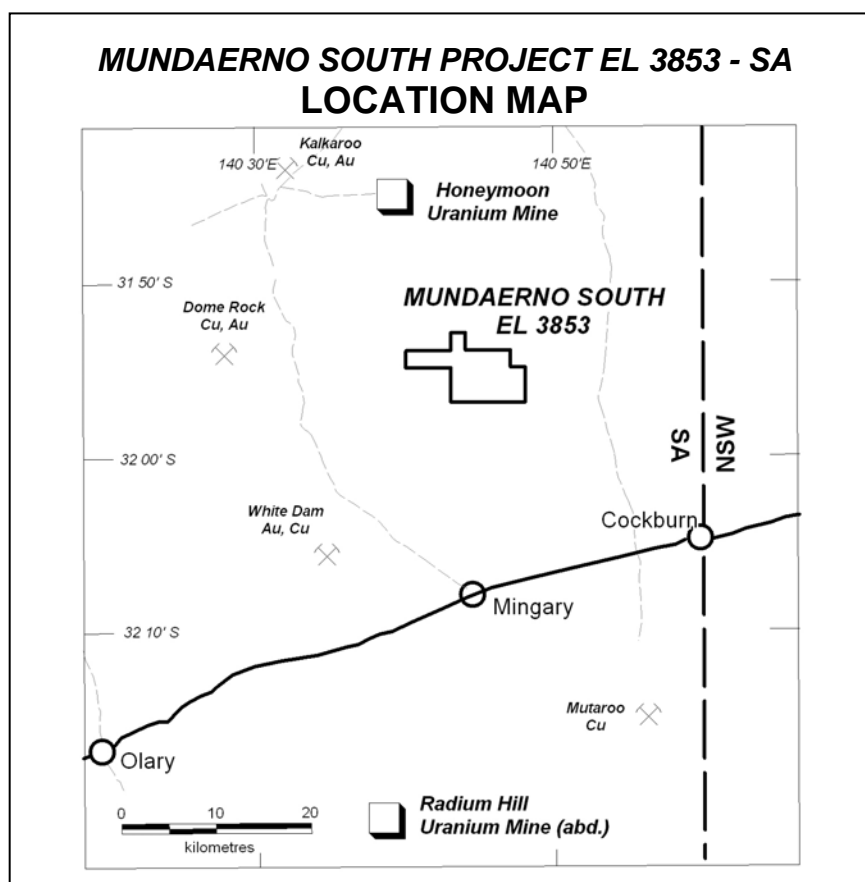 MUNDAERNO SOUTH PROJECT EL 3853 - SA
LOCATION MAP
140 30'E
Kalkaroo
Cu, Au
140 50'E
Honeymoon
Uranium Mine
31 50' S
MUNDAERNO SOUTH
EL 3853
Dome Rock
Cu, Au
SA
NSW
32 00' S
White Dam
Au, Cu
Cockburn
Mingary
32 10' S
Mutaroo
Cu
Olary
Radium Hill
Uranium Mine (abd.)
0 10 20
kilometres